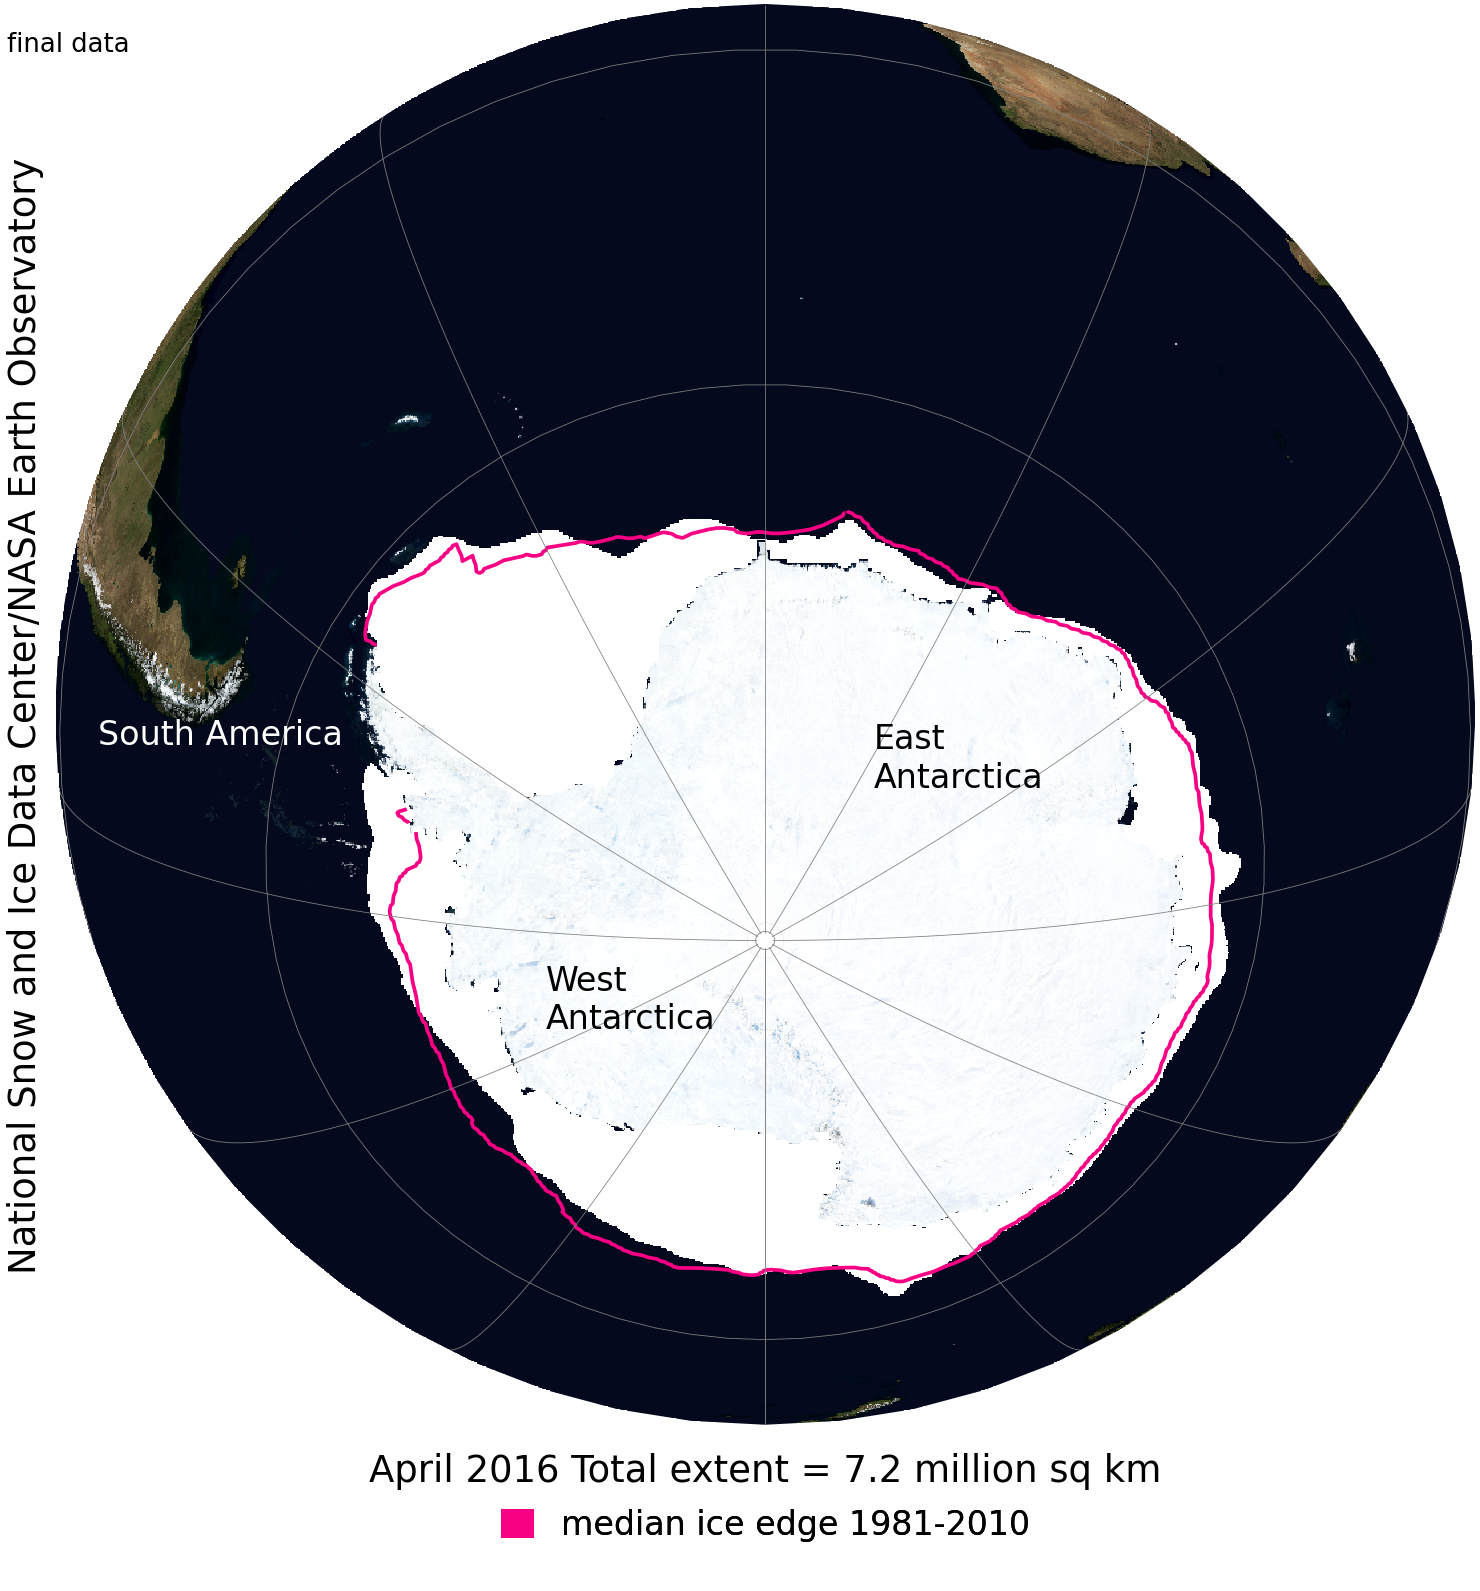 final data
National Snow and Ice Data Center/NASA Earth Observatory
South America
East
Antarctica
West
Antarctica
April 2016 Total extent = 7.2 million sq km
median ice edge 1981-2010